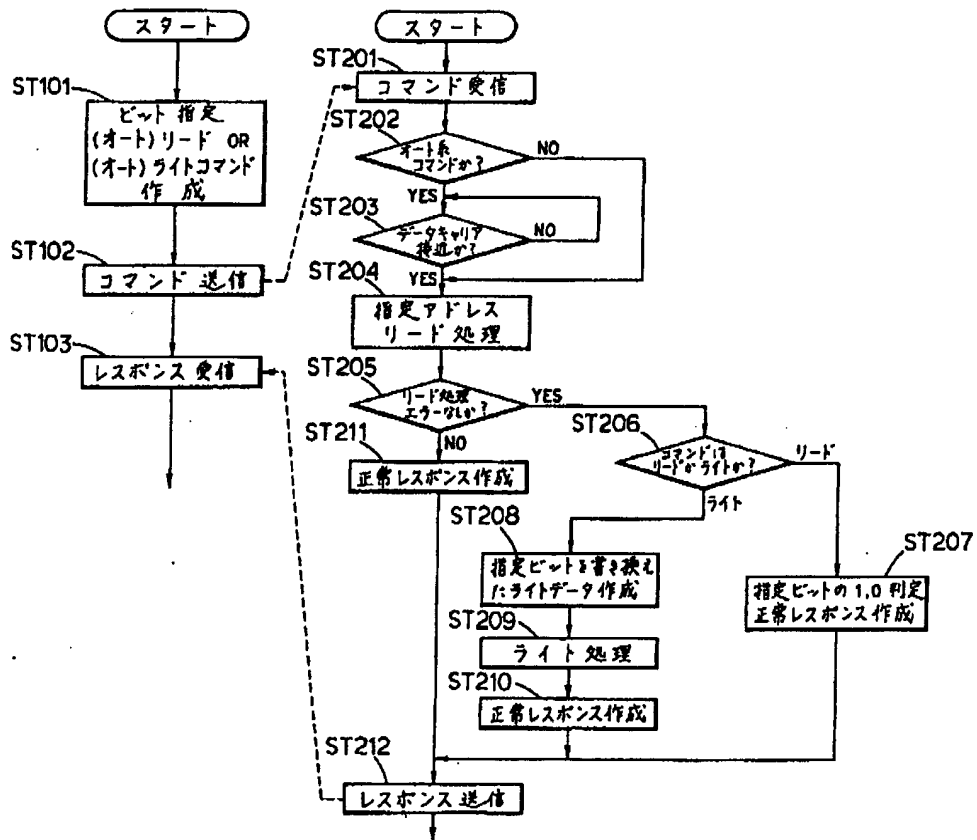 スタート
ST101
ビット指定
(オート)リード OR
(オート)ライトコマンド
作成
ST102
コマンド送信
ST103
レスポンス受信
スタート
ST201
コマンド受信
ST202
オート系
コマンドか?
NO
YES
ST203
データキャリア
接近か?
NO
YES
ST204
指定アドレス
リード処理
ST205
リード処理
エラーなしか?
YES
NO
ST211
正常レスポンス作成
ST206
コマンドは
リードかライトか?
リード
ライト
ST208
指定ビットを書き換え
たライトデータ作成
ST209
ライト処理
ST210
正常レスポンス作成
ST207
指定ビットの1,0判定
正常レスポンス作成
ST212
レスポンス送信